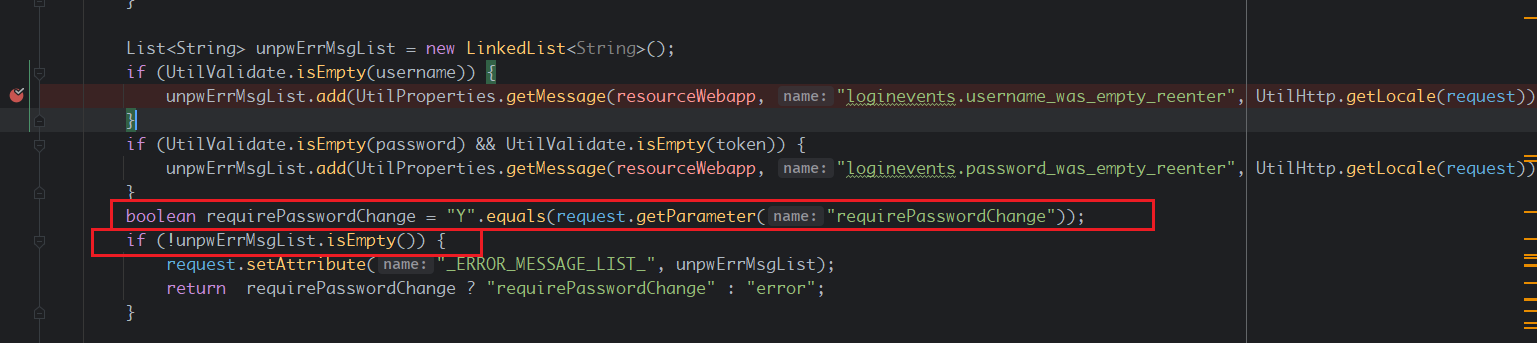 }
List<String> unpwErrMsgList = new LinkedList<String>();
if (UtilValidate.isEmpty(username)) {
unpwErrMsgList.add(UtilProperties.getMessage(resourceWebapp, name: "loginevents.username_was_empty_reenter", UtilHttp.getLocale(request))
}
if (UtilValidate.isEmpty(password) && UtilValidate.isEmpty(token)) {
unpwErrMsgList.add(UtilProperties.getMessage(resourceWebapp, name: "loginevents.password_was_empty_reenter", UtilHttp.getLocale(request))
}
boolean requirePasswordChange = "Y".equals(request.getParameter( name: "requirePasswordChange"));
if (!unpwErrMsgList.isEmpty()) {
request.setAttribute( name: "_ERROR_MESSAGE_LIST_", unpwErrMsgList);
return  requirePasswordChange ? "requirePasswordChange" : "error";
}